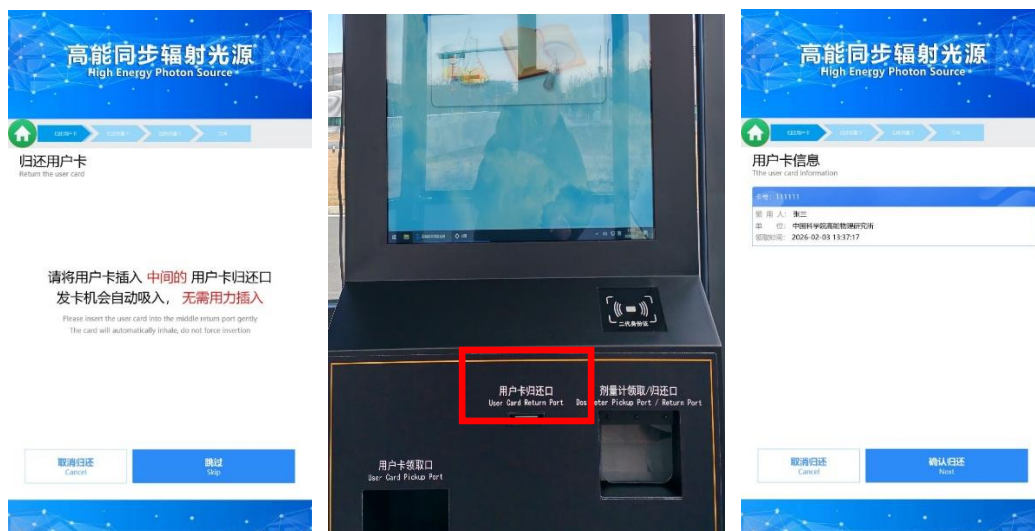 高能同步辐射光源
High Energy Photon Source
归还用户卡
Return the user card
请将用户卡插入 中间的 用户卡归还口
发卡机会自动吸入， 无需用力插入
Please insert the user card into the middle return port gently
The card will automatically inhale, do not force insertion
取消归还
Cancel
跳过
Skip
二代身份证
用户卡归还口
User Card Return Port
剂量计领取/归还口
Pickup Port / Return Port
用户卡领取口
User Card Pickup Port
高能同步辐射光源
High Energy Photon Source
用户卡信息
Tthe user card information
卡号：111111
领 用 人： 张三
单 位： 中国科学院高能物理研究所
领取时间： 2026-02-03 13:37:17
取消归还
Cancel
确认归还
Next